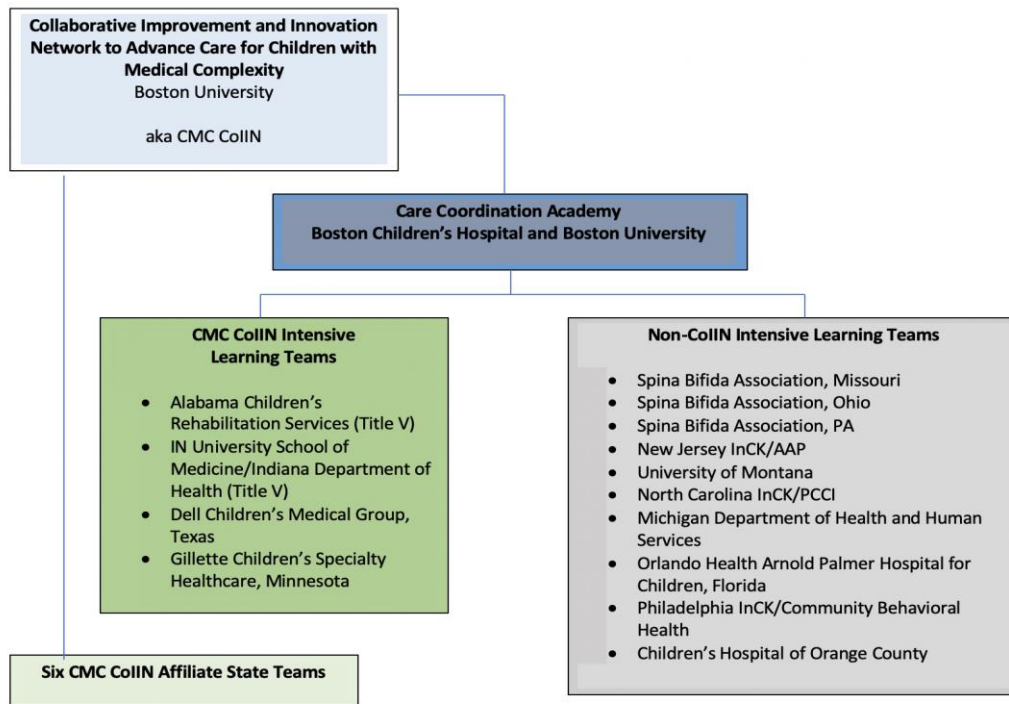 Collaborative Improvement and Innovation
Network to Advance Care for Children with
Medical Complexity
Boston University
aka CMC CoIIN
Care Coordination Academy
Boston Children’s Hospital and Boston University
CMC CoIIN Intensive
Learning Teams
• Alabama Children’s
Rehabilitation Services (Title V)
• IN University School of
Medicine/Indiana Department of
Health (Title V)
• Dell Children’s Medical Group,
Texas
• Gillette Children’s Specialty
Healthcare, Minnesota
Non-CoIIN Intensive Learning Teams
• Spina Bifida Association, Missouri
• Spina Bifida Association, Ohio
• Spina Bifida Association, PA
• New Jersey InCK/AAP
• University of Montana
• North Carolina InCK/PCCI
• Michigan Department of Health and Human
Services
• Orlando Health Arnold Palmer Hospital for
Children, Florida
• Philadelphia InCK/Community Behavioral
Health
• Children’s Hospital of Orange County
Six CMC CoIIN Affiliate State Teams